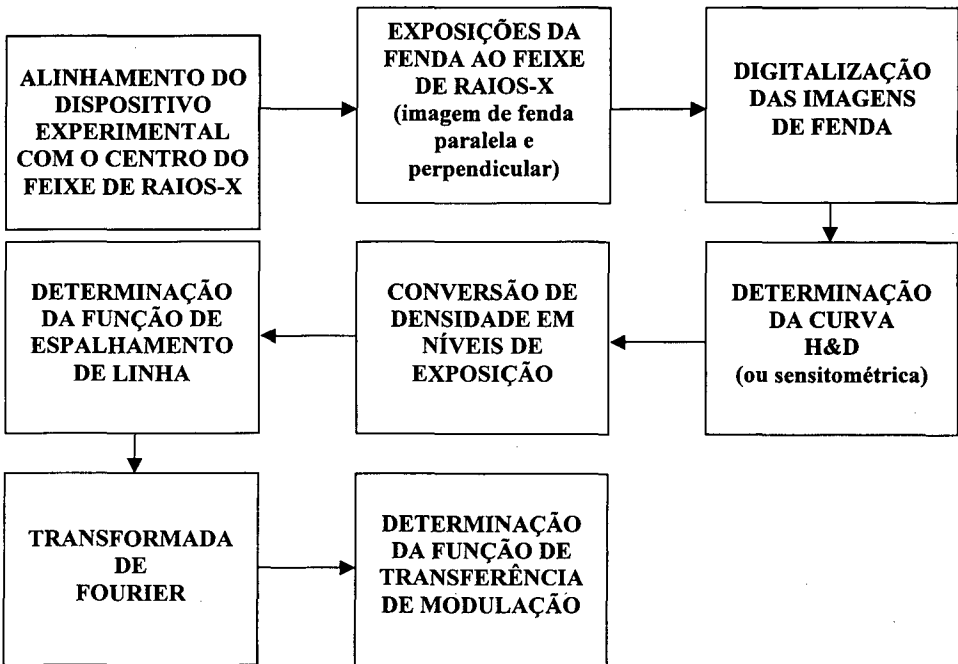 ALINHAMENTO DO
DISPOSITIVO
EXPERIMENTAL
COM O CENTRO DO
FEIXE DE RAIOS-X
EXPOSIÇÕES DA
FENDA AO FEIXE
DE RAIOS-X
(imagem de fenda
paralela e
perpendicular)
DIGITALIZAÇÃO
DAS IMAGENS
DE FENDA
DETERMINAÇÃO
DA CURVA
H&D
(ou sensitométrica)
CONVERSÃO DE
DENSIDADE EM
NÍVEIS DE
EXPOSIÇÃO
DETERMINAÇÃO
DA FUNÇÃO DE
ESPALHAMENTO
DE LINHA
TRANSFORMADA
DE
FOURIER
DETERMINAÇÃO
DA FUNÇÃO DE
TRANSFERÊNCIA
DE MODULAÇÃO